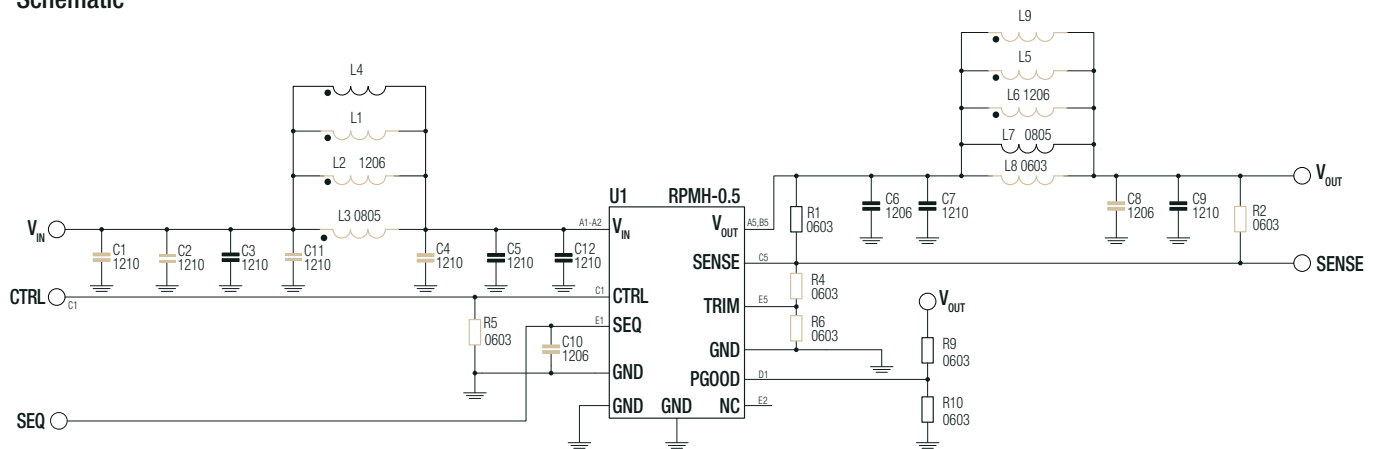 Schematic
L9
L5
L6 1206
L7 0805
L8 0603
L4
L1
L2 1206
L3 0805
VIN
C1
1210
C2
1210
C3
1210
C11
1210
C4
1210
C5
1210
C12
1210
U1 RPMH-0.5
A1-A2
VIN
VOUT
A5,B5
R1
0603
C6
1206
C7
1210
C8
1206
C9
1210
R2
0603
VOUT
SENSE
C5
SENSE
CTRL
C1
C1
CTRL
R4
0603
TRIM
E5
R6
0603
VOUT
R5
0603
E1
SEQ
C10
1206
GND
GND
PGOOD
D1
R9
0603
GND
GND
NC
E2
R10
0603
SEQ